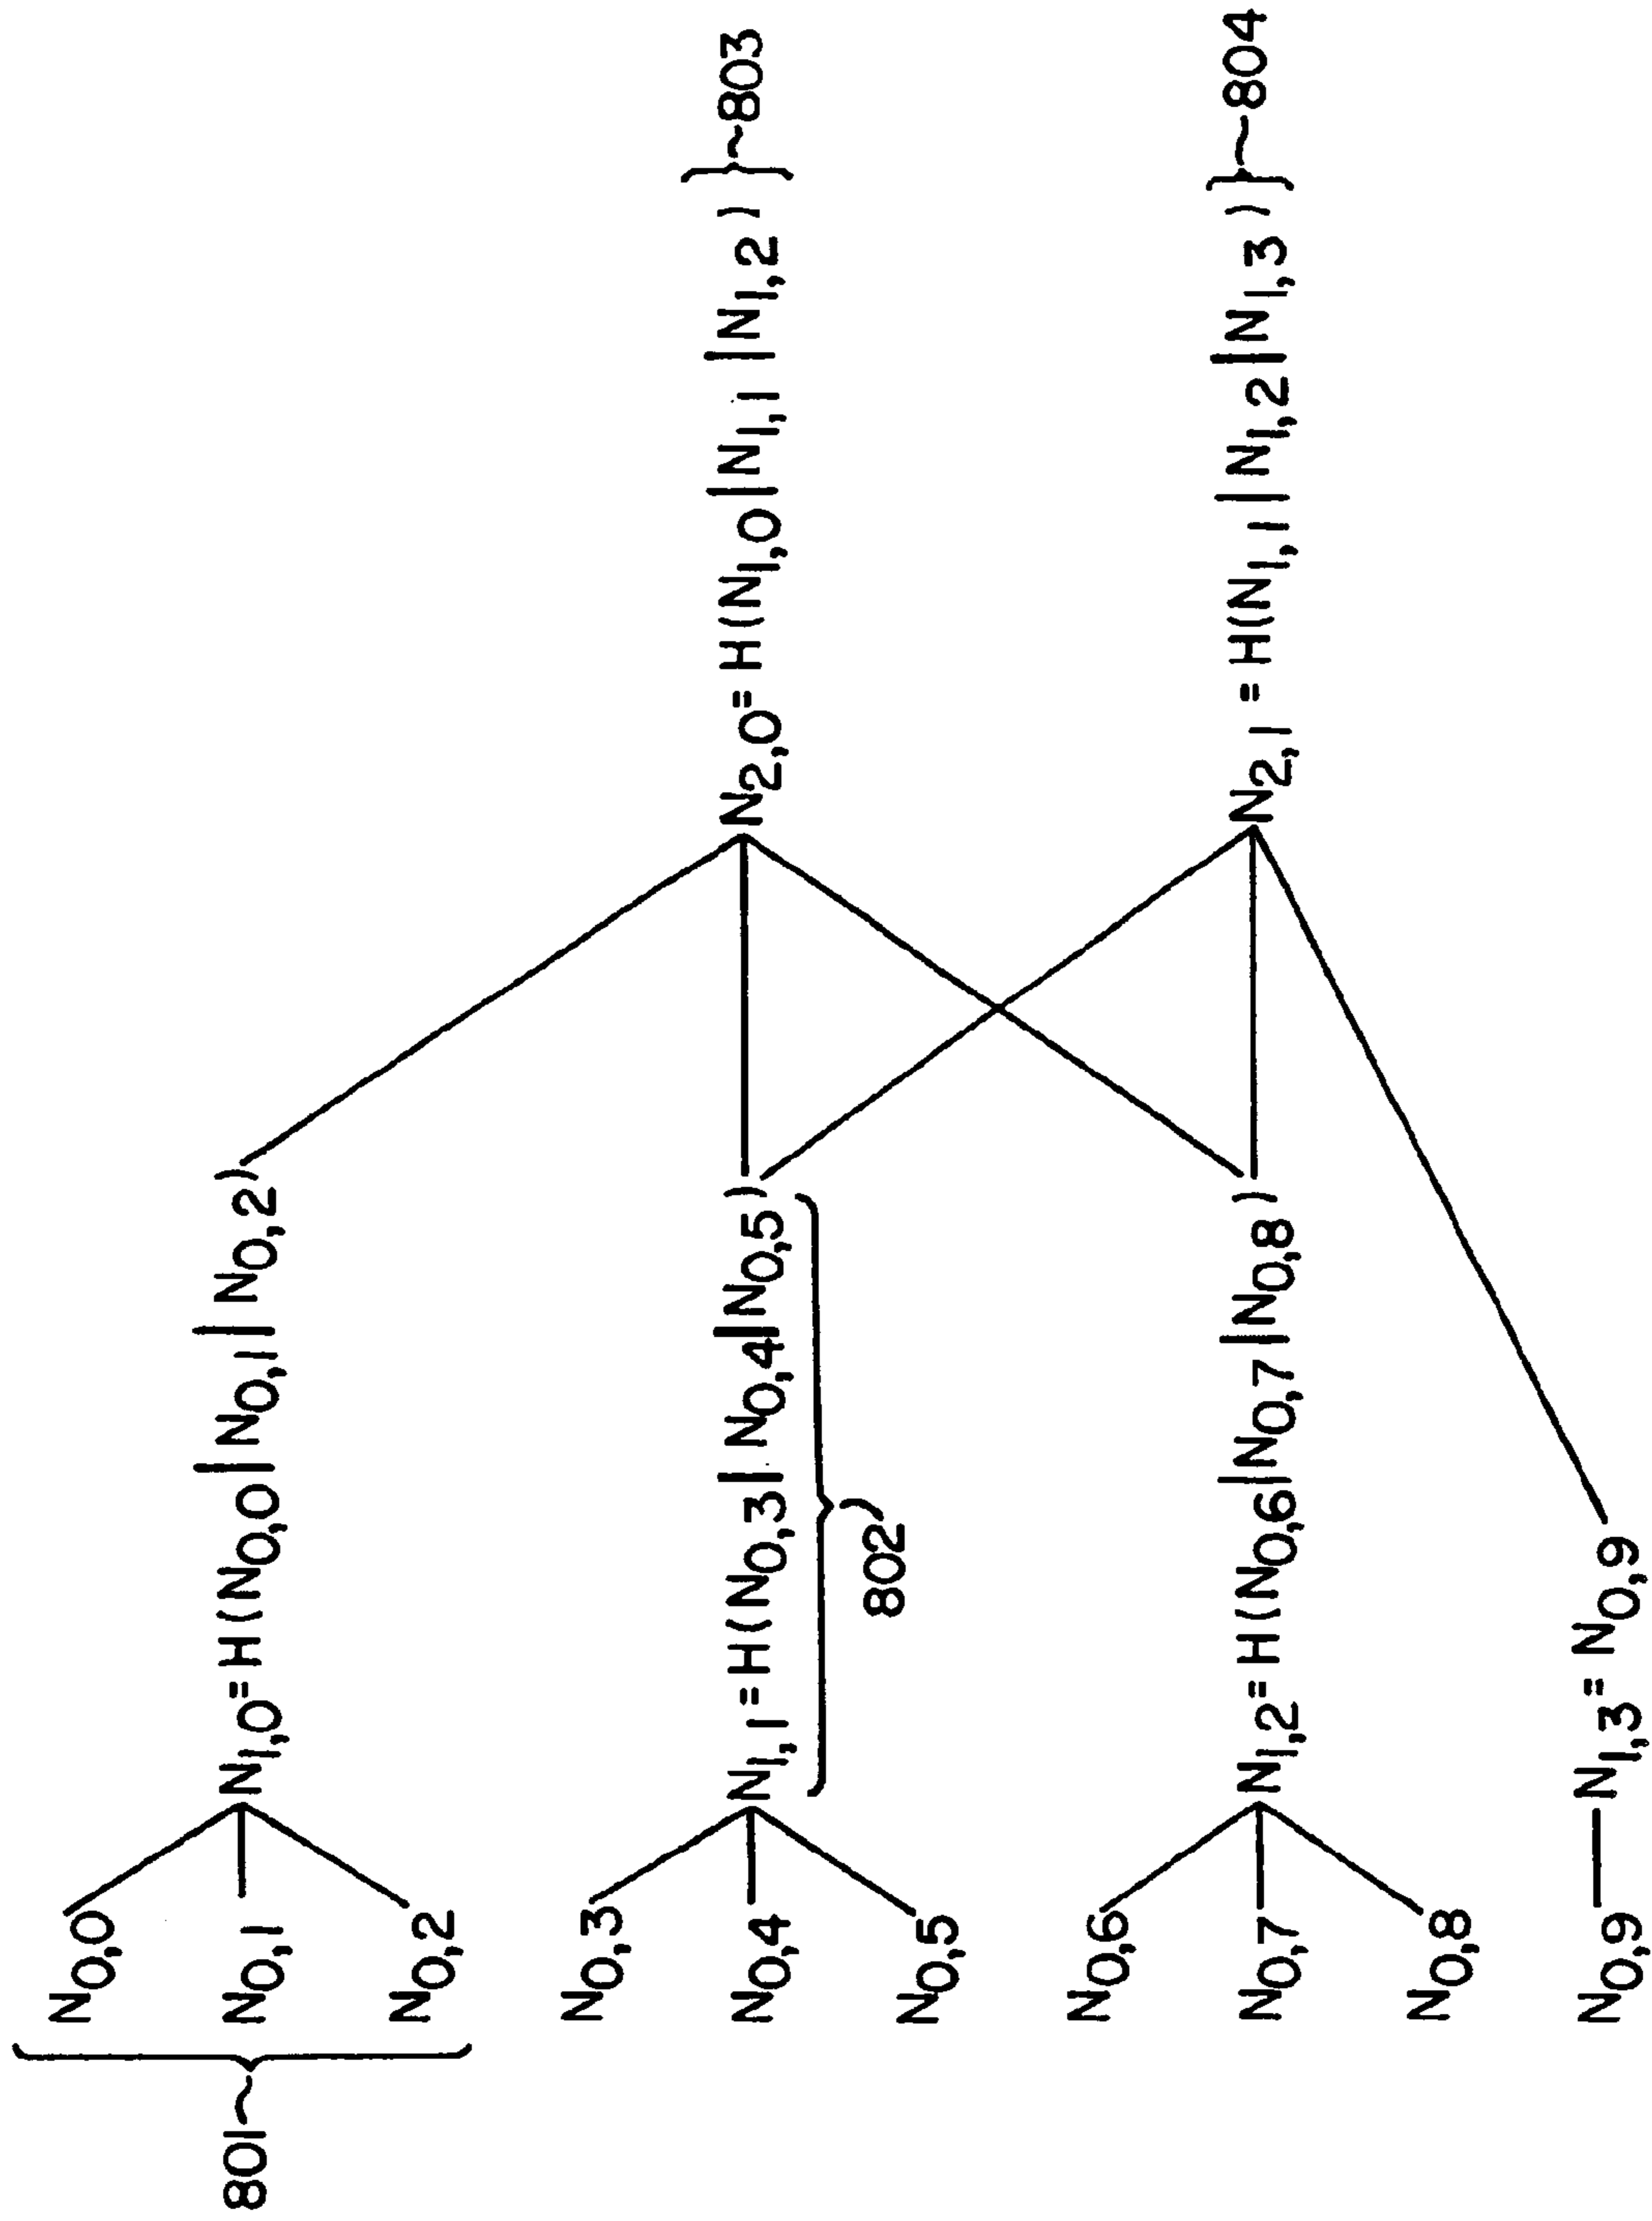 801
N0,0
N0,1
N0,2
N1,0=H(N0,0|N0,1|N0,2)
N0,3
N0,4
N0,5
N1,1=H(N0,3|N0,4|N0,5)
802
N0,6
N0,7
N0,8
N1,2=H(N0,6|N0,7|N0,8)
N0,9
N1,3=N0,9
N2,0=H(N1,0|N1,1|N1,2)
803
N2,1=H(N1,1|N1,2|N1,3)
804